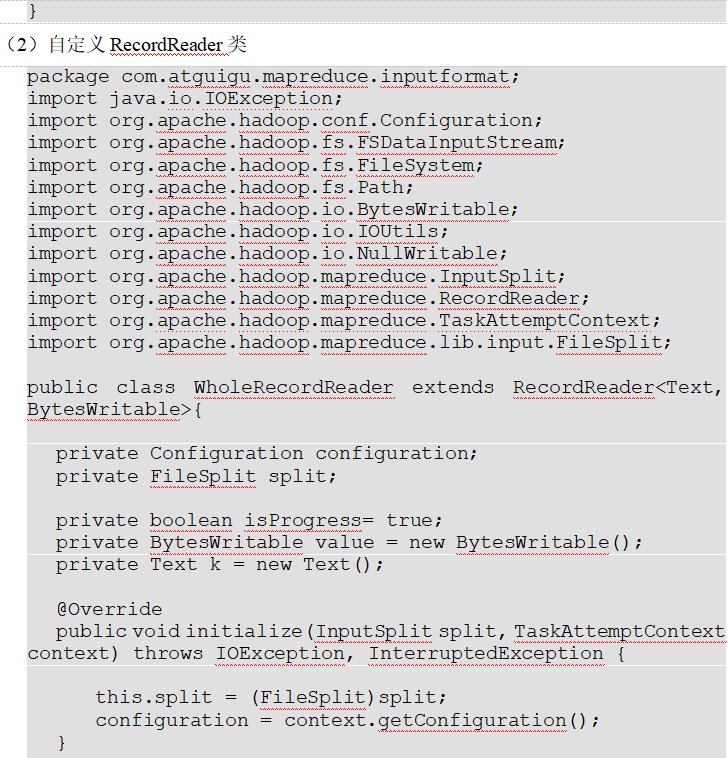 }
（2）自定义 RecordReader 类
package com.atguigu.mapreduce.inputformat;
import java.io.IOException;
import org.apache.hadoop.conf.Configuration;
import org.apache.hadoop.fs.FSDataInputStream;
import org.apache.hadoop.fs.FileSystem;
import org.apache.hadoop.fs.Path;
import org.apache.hadoop.io.BytesWritable;
import org.apache.hadoop.io.IOUtils;
import org.apache.hadoop.io.NullWritable;
import org.apache.hadoop.mapreduce.InputSplit;
import org.apache.hadoop.mapreduce.RecordReader;
import org.apache.hadoop.mapreduce.TaskAttemptContext;
import org.apache.hadoop.mapreduce.lib.input.FileSplit;
public class WholeRecordReader extends RecordReader<Text,
BytesWritable>{
private Configuration configuration;
private FileSplit split;
private boolean isProgress= true;
private BytesWritable value = new BytesWritable();
private Text k = new Text();
@Override
public void initialize(InputSplit split, TaskAttemptContext
context) throws IOException, InterruptedException {
this.split = (FileSplit)split;
configuration = context.getConfiguration();
}